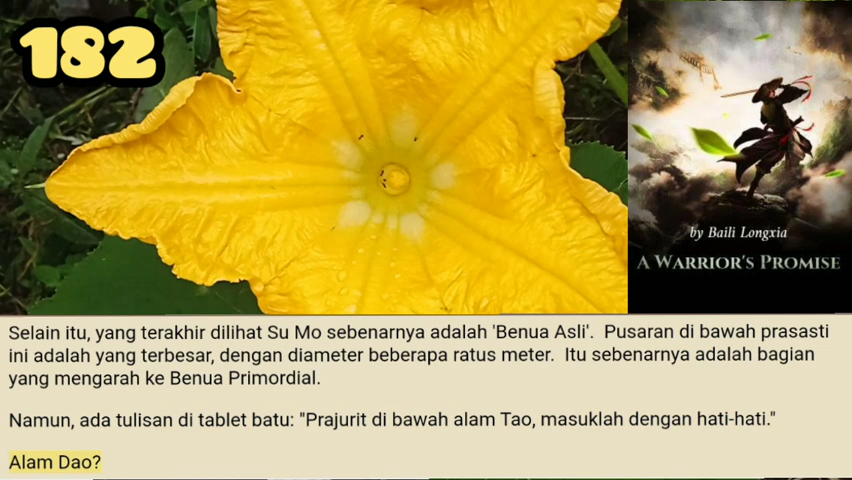 182
by Baili Longxia
A WARRIOR'S PROMISE
Selain itu, yang terakhir dilihat Su Mo sebenarnya adalah 'Benua Asli'. Pusaran di bawah prasasti
ini adalah yang terbesar, dengan diameter beberapa ratus meter. Itu sebenarnya adalah bagian
yang mengarah ke Benua Primordial.
Namun, ada tulisan di tablet batu: "Prajurit di bawah alam Tao, masuklah dengan hati-hati."
Alam Dao?